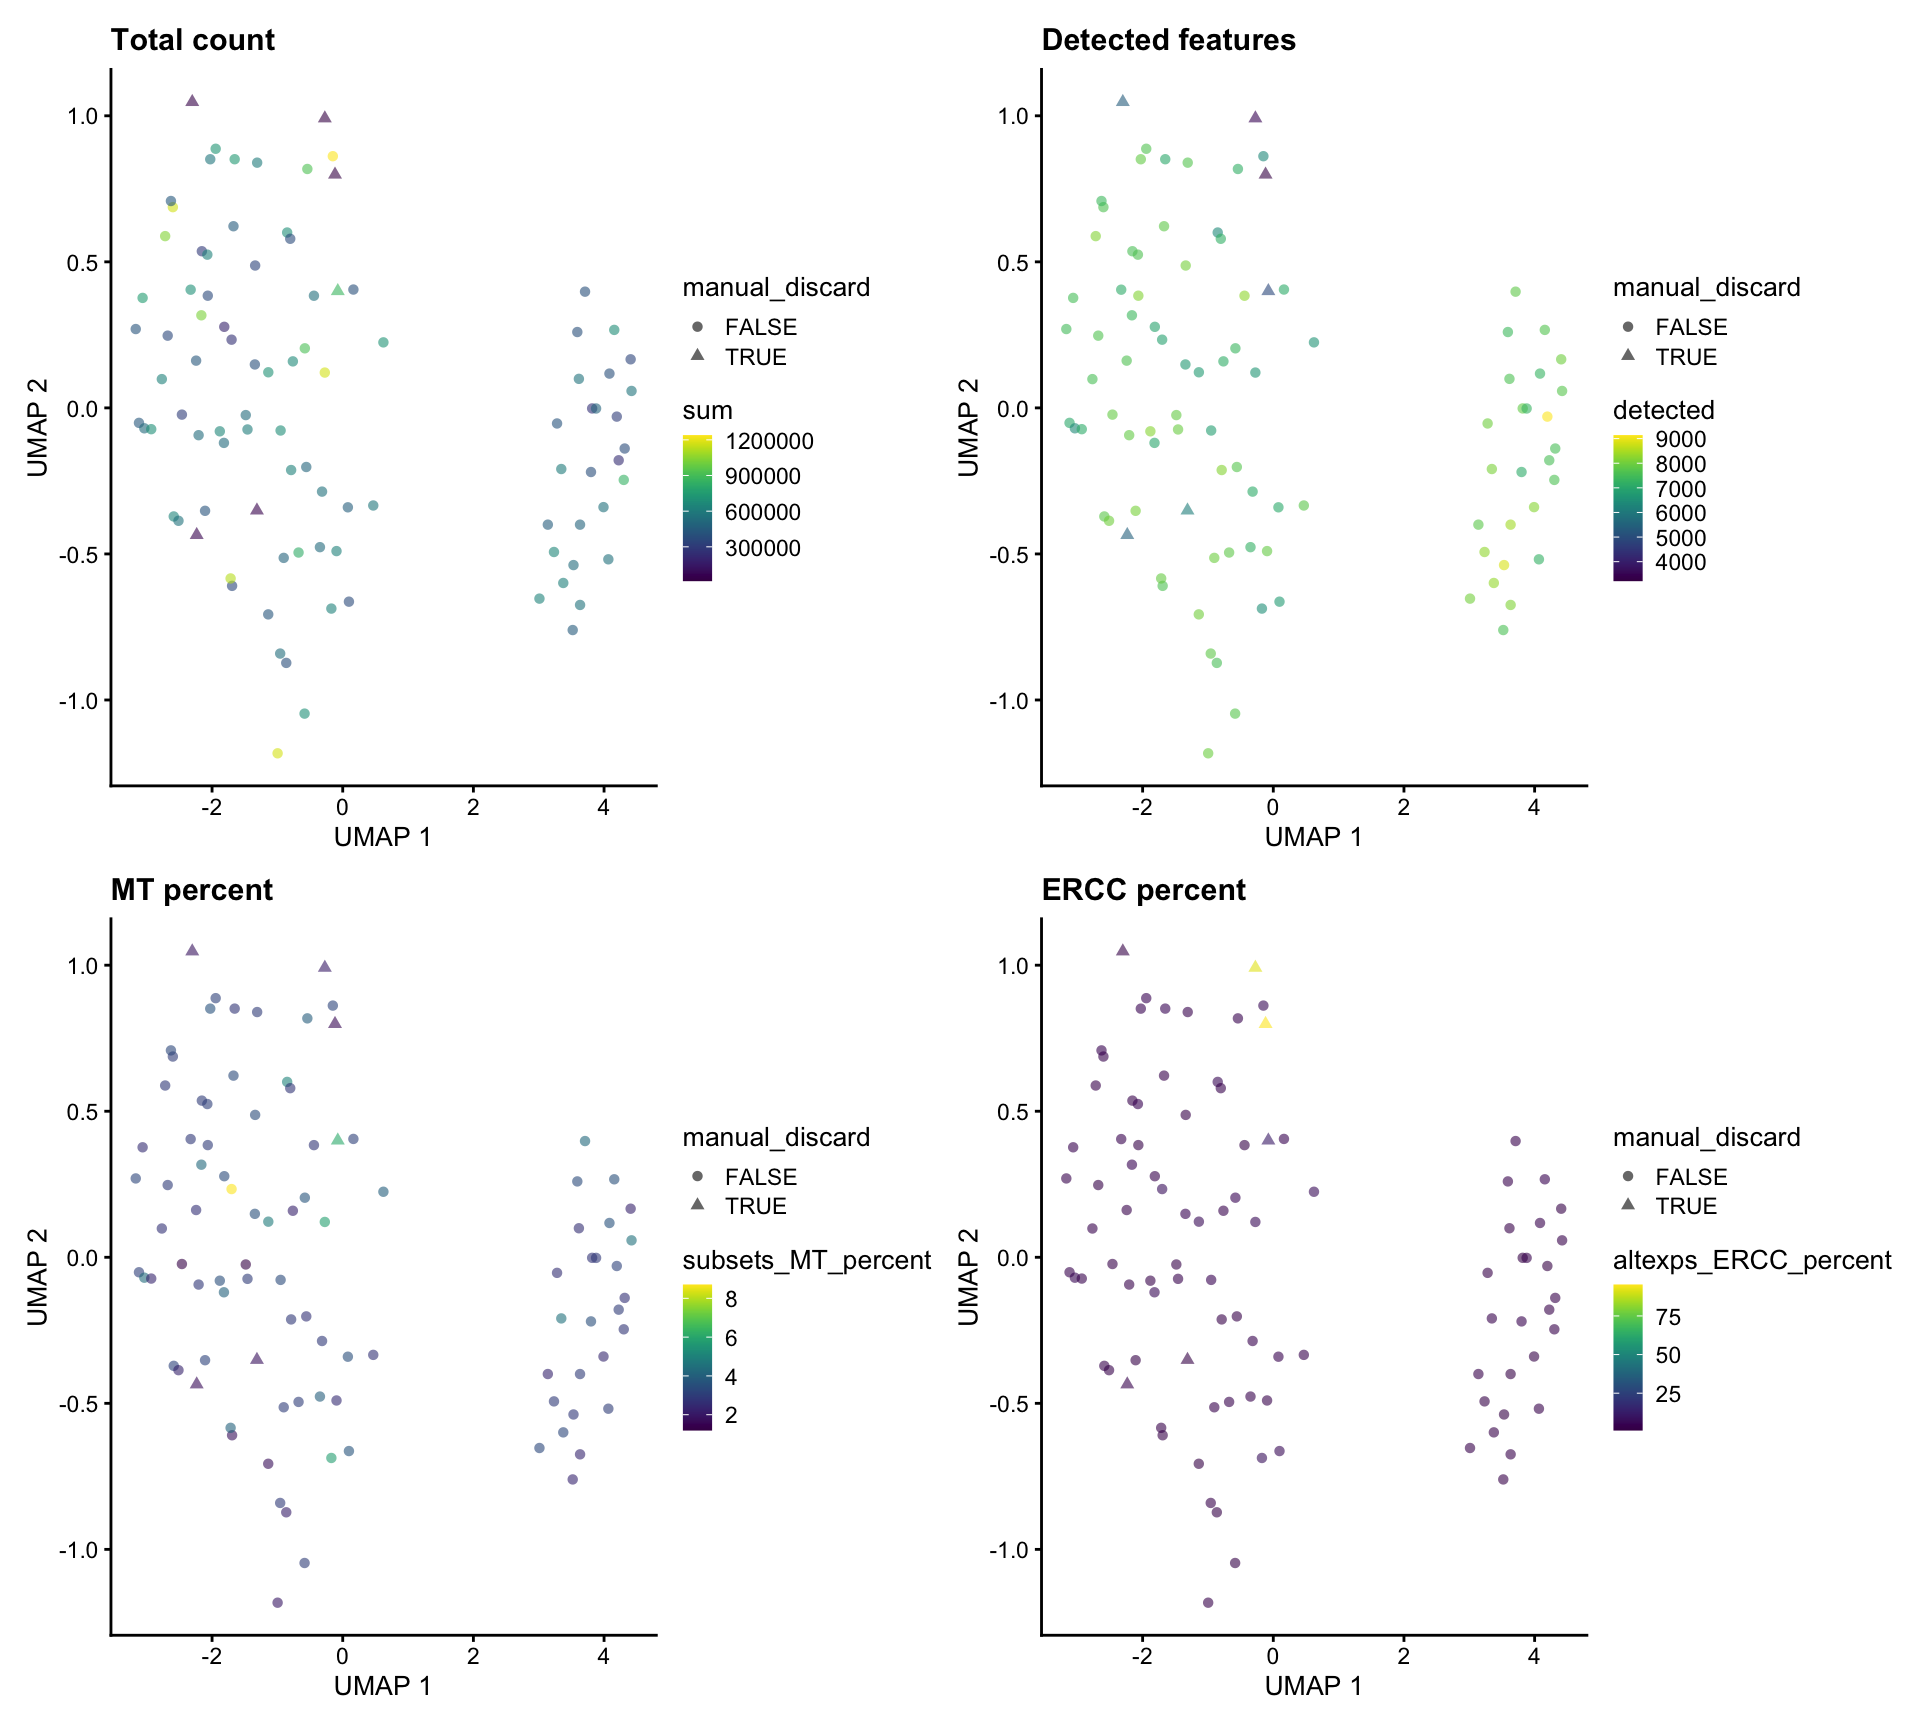 Total count
1.0
0.5
0.0
-0.5
-1.0
UMAP 2
-2 0 2 4
UMAP 1
manual_discard
FALSE
TRUE
sum
1200000
900000
600000
300000
Detected features
1.0
0.5
0.0
-0.5
-1.0
UMAP 2
-2 0 2 4
UMAP 1
manual_discard
FALSE
TRUE
detected
9000
8000
7000
6000
5000
4000
MT percent
1.0
0.5
0.0
-0.5
-1.0
UMAP 2
-2 0 2 4
UMAP 1
manual_discard
FALSE
TRUE
subsets_MT_percent
8
6
4
2
ERCC percent
1.0
0.5
0.0
-0.5
-1.0
UMAP 2
-2 0 2 4
UMAP 1
manual_discard
FALSE
TRUE
altexps_ERCC_percent
75
50
25